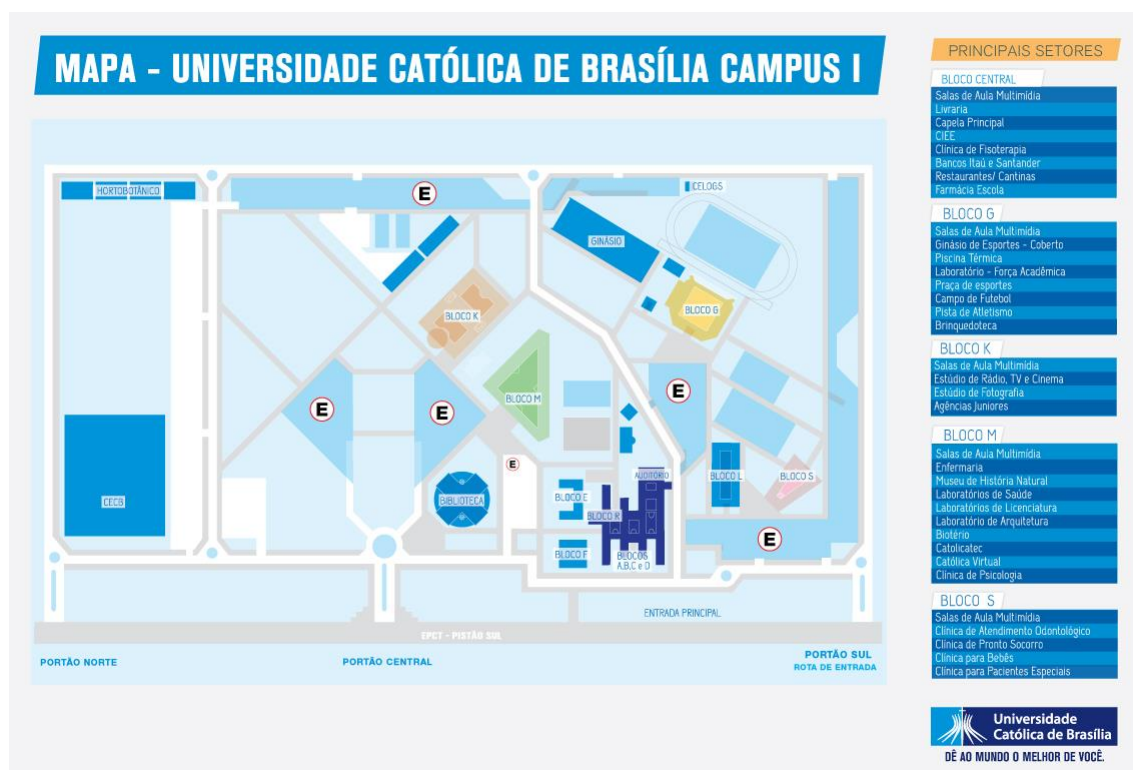 MAPA - UNIVERSIDADE CATÓLICA DE BRASÍLIA CAMPUS I
HORTOBOTÂNICO
E
CELOGS
GINÁSIO
BLOCO K
BLOCO G
BLOCO M
E
E
E
E
CECB
BIBLIOTECA
BLOCO E
AUDITÓRIO
BLOCO L
BLOCO S
BLOCO R
BLOCO F
BLOCOS
A,B,C e D
E
ENTRADA PRINCIPAL
EPCT - PISTÃO SUL
PORTÃO NORTE
PORTÃO CENTRAL
PORTÃO SUL
ROTA DE ENTRADA
PRINCIPAIS SETORES
BLOCO CENTRAL
Salas de Aula Multimídia
Livraria
Capela Principal
CIEE
Clínica de Fisoterapia
Bancos Itaú e Santander
Restaurantes/ Cantinas
Farmácia Escola
BLOCO G
Salas de Aula Multimídia
Ginásio de Esportes - Coberto
Piscina Térmica
Laboratório - Força Acadêmica
Praça de esportes
Campo de Futebol
Pista de Atletismo
Brinquedoteca
BLOCO K
Salas de Aula Multimídia
Estúdio de Rádio, TV e Cinema
Estúdio de Fotografia
Agências Juniores
BLOCO M
Salas de Aula Multimídia
Enfermaria
Museu de História Natural
Laboratórios de Saúde
Laboratórios de Licenciatura
Laboratório de Arquitetura
Biotério
Catolicatec
Católica Virtual
Clínica de Psicologia
BLOCO S
Salas de Aula Multimídia
Clínica de Atendimento Odontológico
Clínica de Pronto Socorro
Clínica para Bebês
Clínica para Pacientes Especiais
Universidade
Católica de Brasília
DÊ AO MUNDO O MELHOR DE VOCÊ.